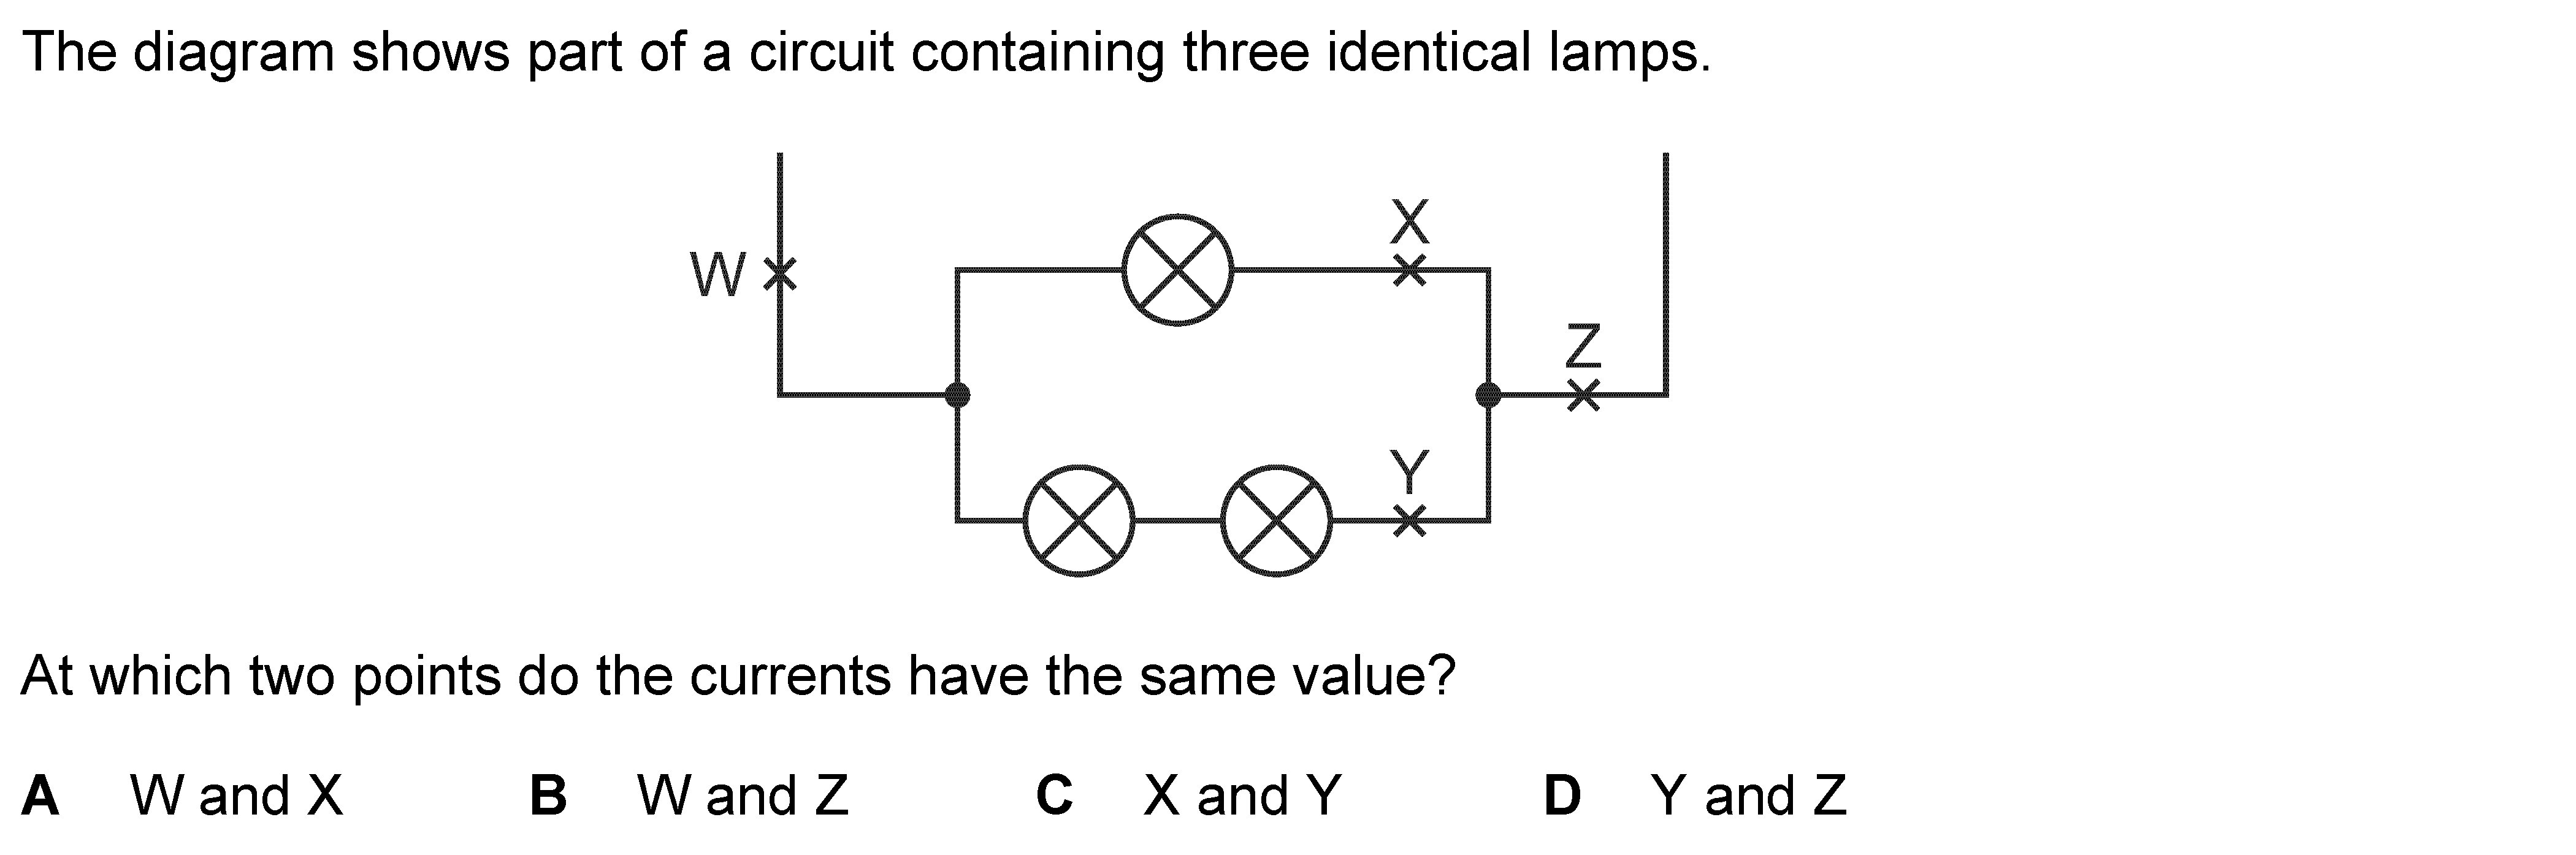 The diagram shows part of a circuit containing three identical lamps.
X
W
Z
Y
At which two points do the currents have the same value?
A W and X B W and Z C X and Y D Y and Z